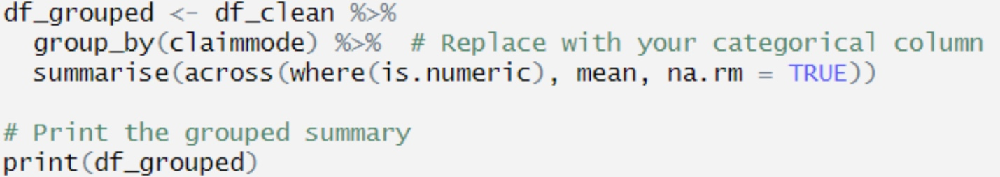 df_grouped <- df_clean %>%
  group_by(claimmode) %>%  # Replace with your categorical column
  summarise(across(where(is.numeric), mean, na.rm = TRUE))

# Print the grouped summary
print(df_grouped)